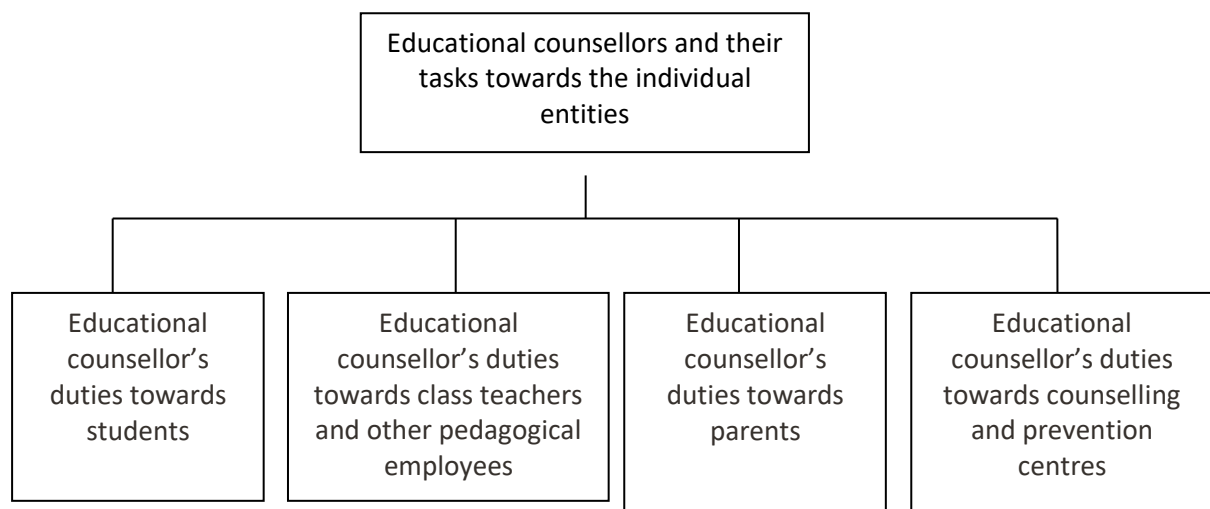 Educational counsellors and their
tasks towards the individual
entities
Educational
counsellor’s
duties towards
students
Educational
counsellor’s duties
towards class teachers
and other pedagogical
employees
Educational
counsellor’s
duties towards
parents
Educational
counsellor’s duties
towards counselling
and prevention
centres